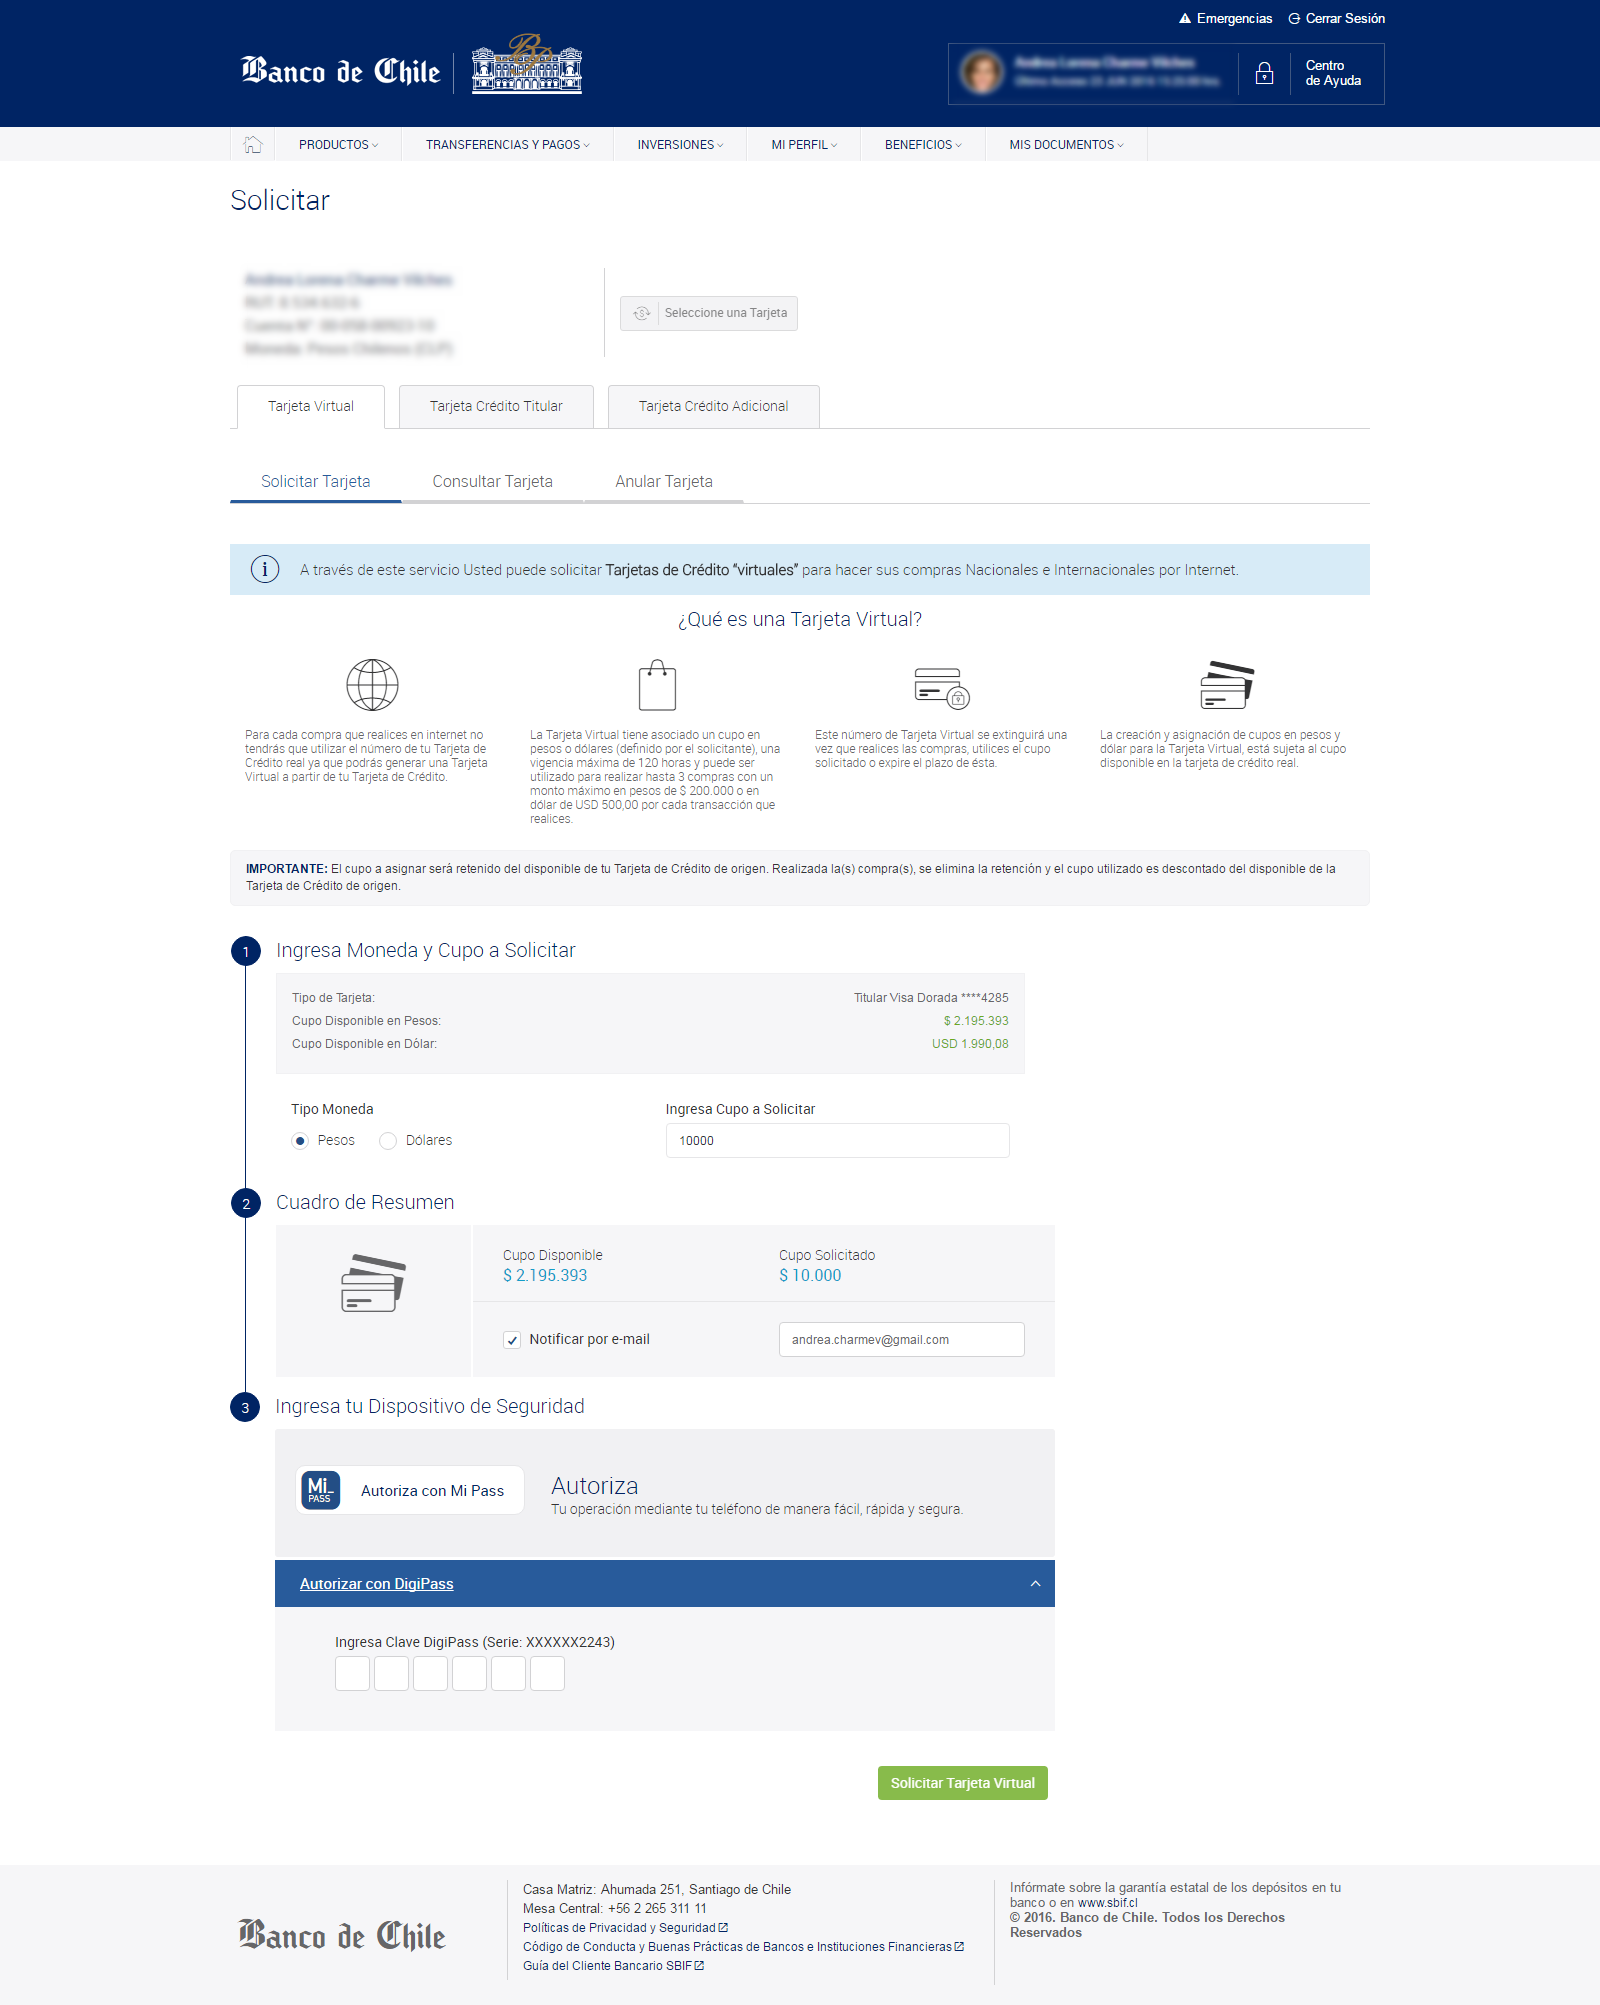 Emergencias
Cerrar Sesión
Banco de Chile
Centro
de Ayuda
PRODUCTOS
TRANSFERENCIAS Y PAGOS
INVERSIONES
MI PERFIL
BENEFICIOS
MIS DOCUMENTOS
Solicitar
Seleccione una Tarjeta
Tarjeta Virtual
Tarjeta Crédito Titular
Tarjeta Crédito Adicional
Solicitar Tarjeta
Consultar Tarjeta
Anular Tarjeta
A través de este servicio Usted puede solicitar Tarjetas de Crédito “virtuales” para hacer sus compras Nacionales e Internacionales por Internet.
¿Qué es una Tarjeta Virtual?
Para cada compra que realices en internet no
tendrás que utilizar el número de tu Tarjeta de
Crédito real ya que podrás generar una Tarjeta
Virtual a partir de tu Tarjeta de Crédito.
La Tarjeta Virtual tiene asociado un cupo en
pesos o dólares (definido por el solicitante), una
vigencia máxima de 120 horas y puede ser
utilizado para realizar hasta 3 compras con un
monto máximo en pesos de $ 200.000 o en
dólar de USD 500,00 por cada transacción que
realices.
Este número de Tarjeta Virtual se extinguirá una
vez que realices las compras, utilices el cupo
solicitado o expire el plazo de ésta.
La creación y asignación de cupos en pesos y
dólar para la Tarjeta Virtual, está sujeta al cupo
disponible en la tarjeta de crédito real.
IMPORTANTE: El cupo a asignar será retenido del disponible de tu Tarjeta de Crédito de origen. Realizada la(s) compra(s), se elimina la retención y el cupo utilizado es descontado del disponible de la
Tarjeta de Crédito de origen.
1 Ingresa Moneda y Cupo a Solicitar
Tipo de Tarjeta: Titular Visa Dorada ****4285
Cupo Disponible en Pesos: $ 2.195.393
Cupo Disponible en Dólar: USD 1.990,08
Tipo Moneda
Pesos
Dólares
Ingresa Cupo a Solicitar
10000
2 Cuadro de Resumen
Cupo Disponible
$ 2.195.393
Cupo Solicitado
$ 10.000
Notificar por e-mail
andrea.charmev@gmail.com
3 Ingresa tu Dispositivo de Seguridad
Mi_
PASS
Autoriza con Mi Pass
Autoriza
Tu operación mediante tu teléfono de manera fácil, rápida y segura.
Autorizar con DigiPass
Ingresa Clave DigiPass (Serie: XXXXXX2243)
Solicitar Tarjeta Virtual
Banco de Chile
Casa Matriz: Ahumada 251, Santiago de Chile
Mesa Central: +56 2 265 311 11
Políticas de Privacidad y Seguridad
Código de Conducta y Buenas Prácticas de Bancos e Instituciones Financieras
Guía del Cliente Bancario SBIF
Infórmate sobre la garantía estatal de los depósitos en tu
banco o en www.sbif.cl
© 2016. Banco de Chile. Todos los Derechos
Reservados